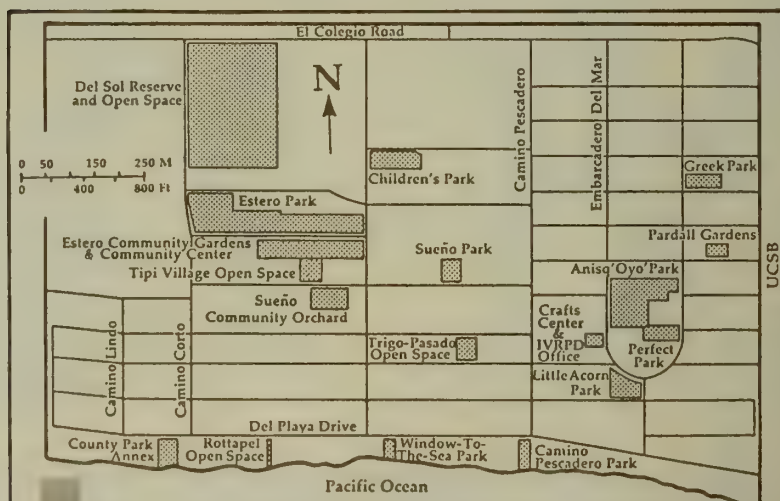 El Colegio Road
Del Sol Reserve
and Open Space
N
0 50 150 250 M
0 400 800 Ft
Children's Park
Camino Pescadero
Embarcadero Del Mar
Greek Park
Estero Park
Estero Community Gardens
& Community Center
Tipi Village Open Space
Sueño Park
Pardall Gardens
Anisq'Oyo' Park
UCSB
Sueño
Community Orchard
Camino Lindo
Camino Corto
Trigo-Pasado
Open Space
Crafts
Center
&
IVRPD
Office
Perfect
Park
Little Acorn
Park
Del Playa Drive
County Park
Annex
Rottapel
Open Space
Window-To-
The-Sea Park
Camino
Pescadero Park
Pacific Ocean